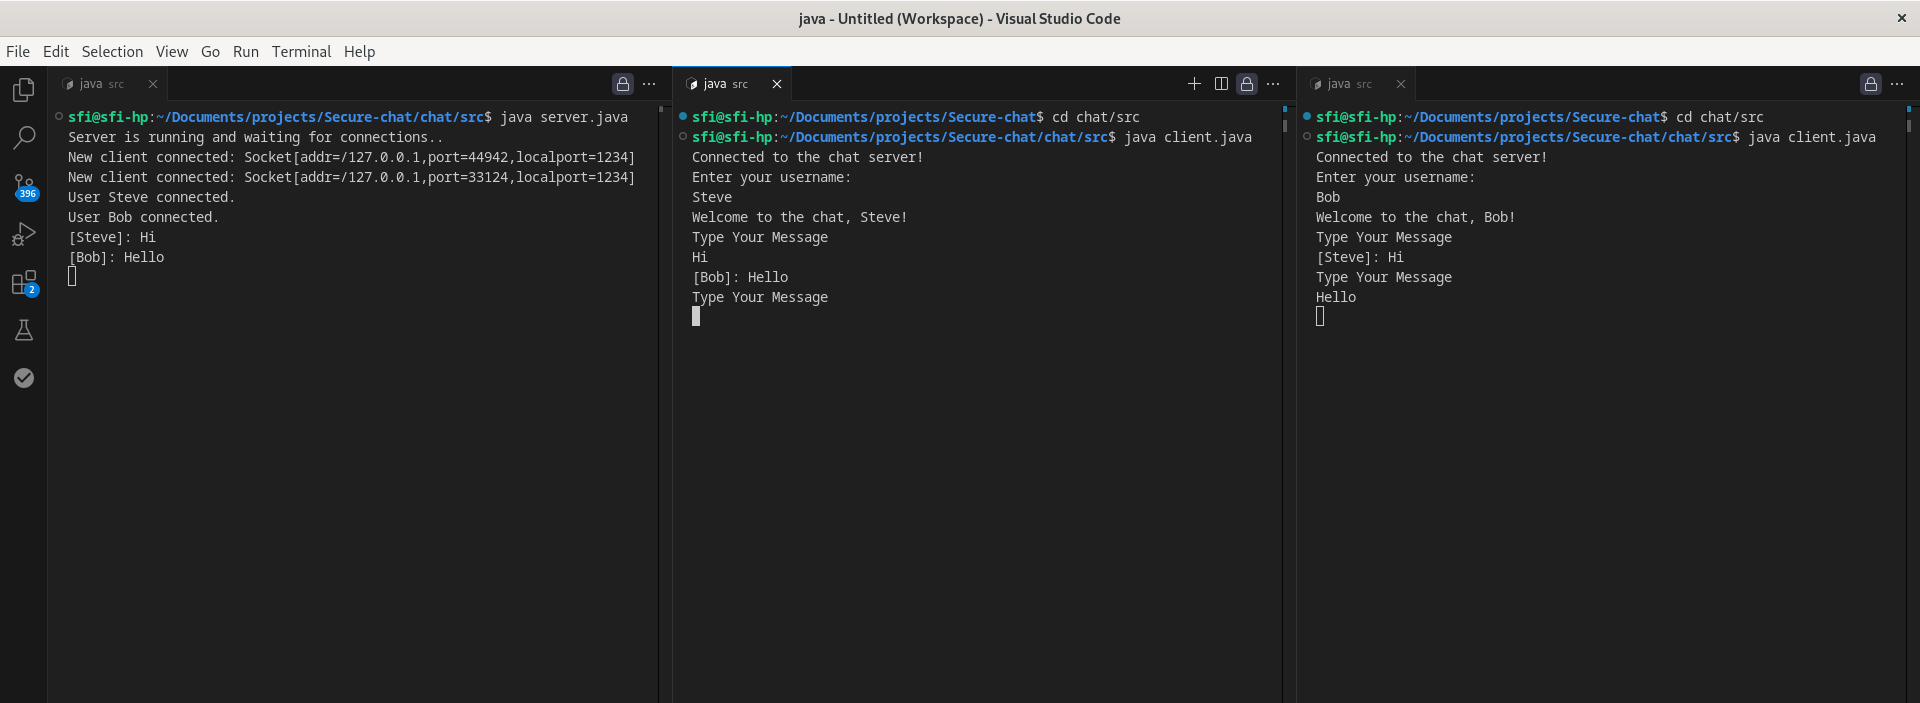 java - Untitled (Workspace) - Visual Studio Code
File Edit Selection View Go Run Terminal Help
java src
sfi@sfi-hp:~/Documents/projects/Secure-chat/chat/src$ java server.java
Server is running and waiting for connections..
New client connected: Socket[addr=/127.0.0.1,port=44942,localport=1234]
New client connected: Socket[addr=/127.0.0.1,port=33124,localport=1234]
User Steve connected.
User Bob connected.
[Steve]: Hi
[Bob]: Hello
java src
sfi@sfi-hp:~/Documents/projects/Secure-chat$ cd chat/src
sfi@sfi-hp:~/Documents/projects/Secure-chat/chat/src$ java client.java
Connected to the chat server!
Enter your username:
Steve
Welcome to the chat, Steve!
Type Your Message
Hi
[Bob]: Hello
Type Your Message
java src
sfi@sfi-hp:~/Documents/projects/Secure-chat$ cd chat/src
sfi@sfi-hp:~/Documents/projects/Secure-chat/chat/src$ java client.java
Connected to the chat server!
Enter your username:
Bob
Welcome to the chat, Bob!
Type Your Message
[Steve]: Hi
Type Your Message
Hello
396
2